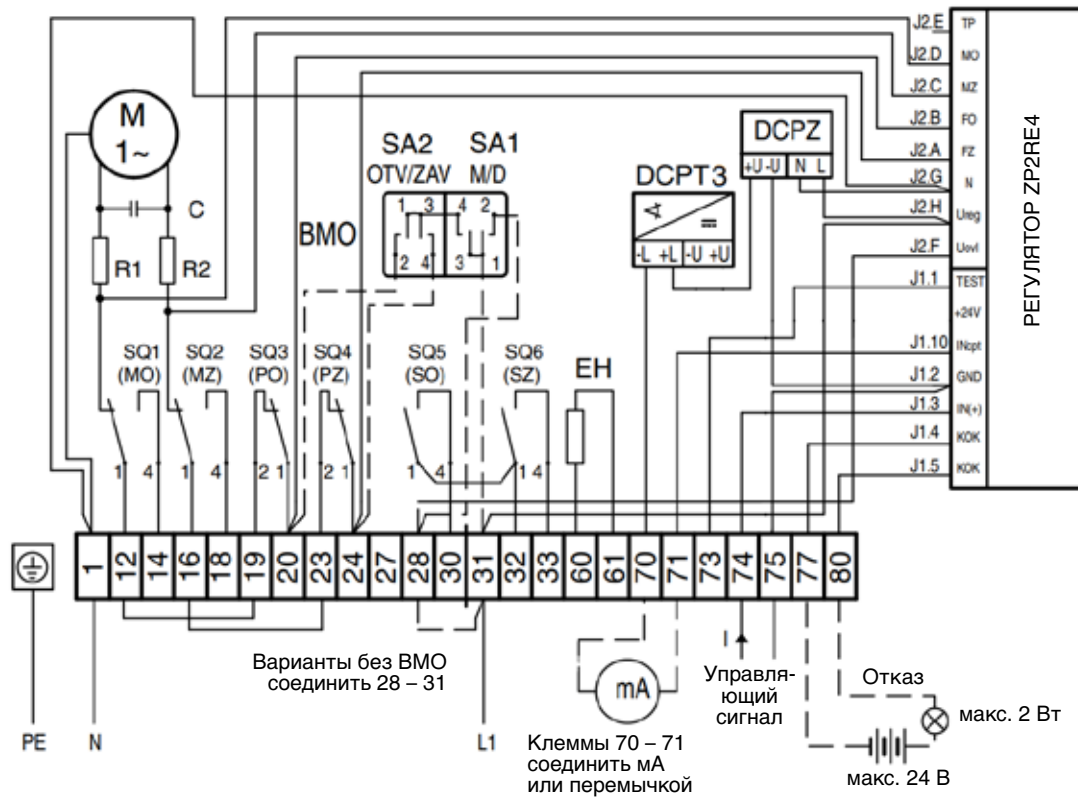 M
1~
C
R1 R2
SA2 SA1
OTV/ZAV M/D
1 3 4 2
2 4 3 1
BMO
DCPT3
-L +L -U +U
DCPZ
+U -U N L
SQ1
(MO)
SQ2
(MZ)
SQ3
(PO)
SQ4
(PZ)
SQ5
(SO)
SQ6
(SZ)
EH
1 4 1 4 2 1 2 1 1 4 1 4
J2.E TP
J2.D MO
J2.C MZ
J2.B FO
J2.A FZ
J2.G N
J2.H Ureg
J2.F Uovl
J1.1 TEST
+24V
J1.10 INcpt
J1.2 GND
J1.3 IN(+)
J1.4 KOK
J1.5 KOK
РЕГУЛЯТОР ZP2RE4
1 12 14 16 18 19 20 23 24 27 28 30 31 32 33 60 61 70 71 73 74 75 77 80
Варианты без BMO
соединить 28 – 31
PE N L1
mA
Клеммы 70 – 71
соединить мА
или перемычкой
I
Управля-
ющий
сигнал
Отказ
макс. 2 Вт
макс. 24 В